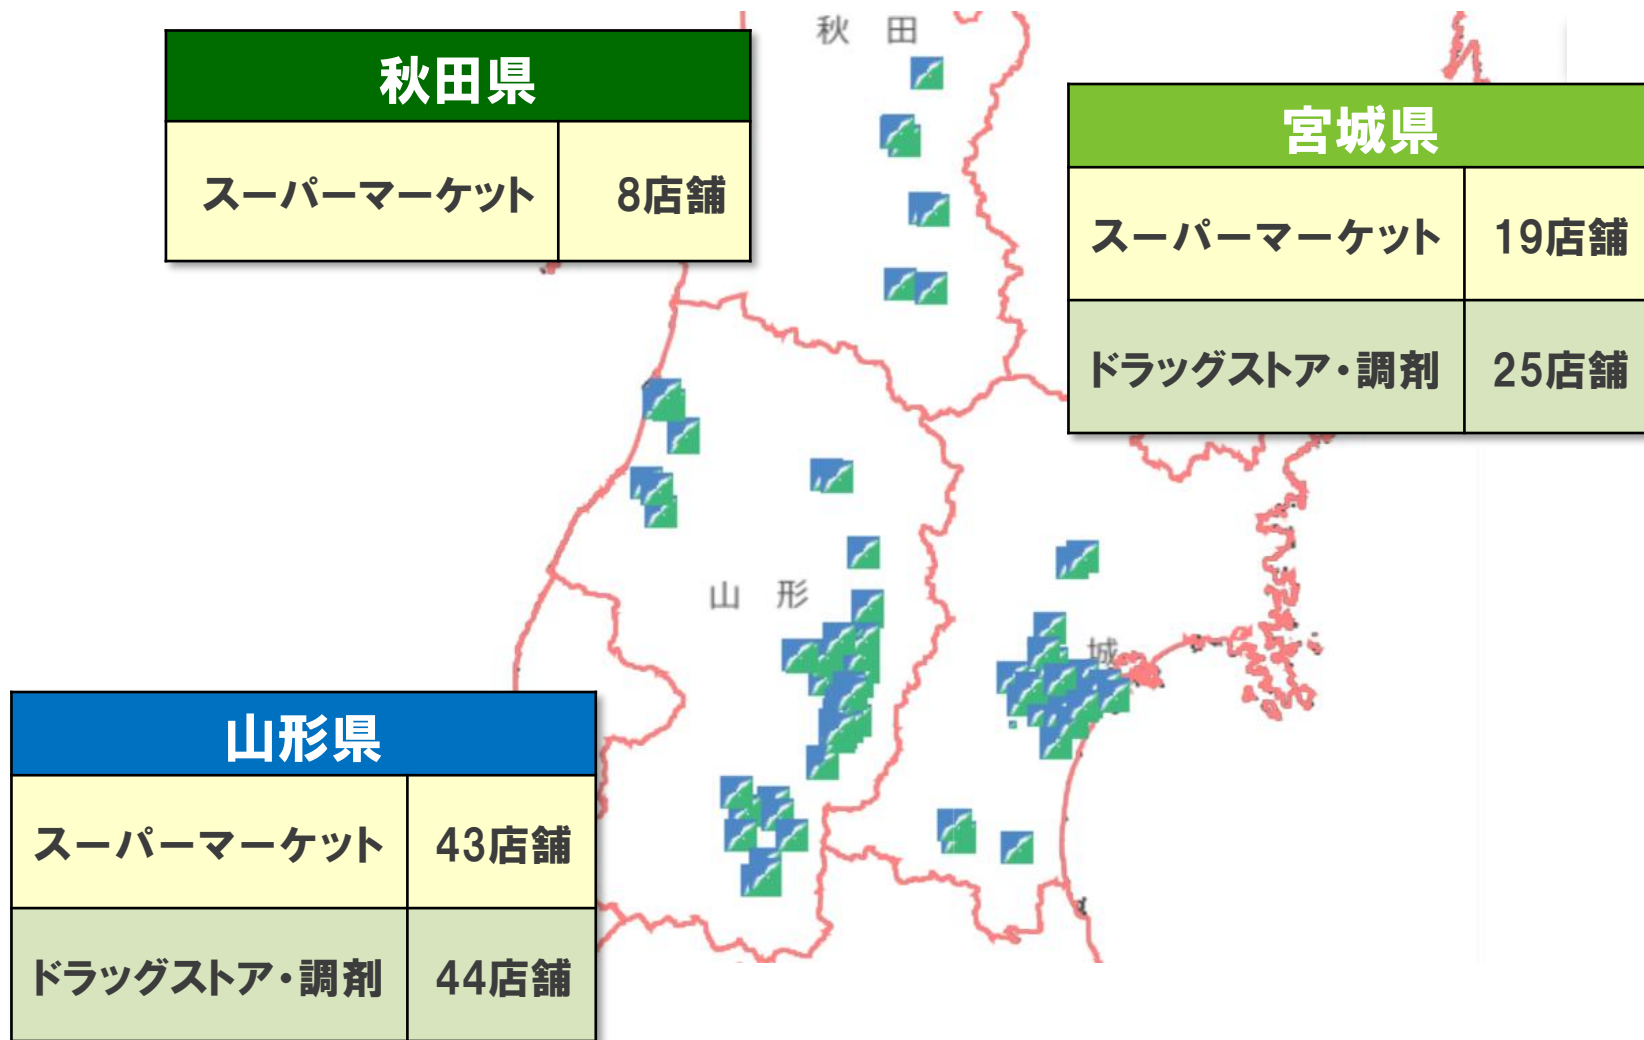 秋 田
秋田県
スーパーマーケット 8店舗
宮城県
スーパーマーケット 19店舗
ドラッグストア・調剤 25店舗
山 形
城
山形県
スーパーマーケット 43店舗
ドラッグストア・調剤 44店舗